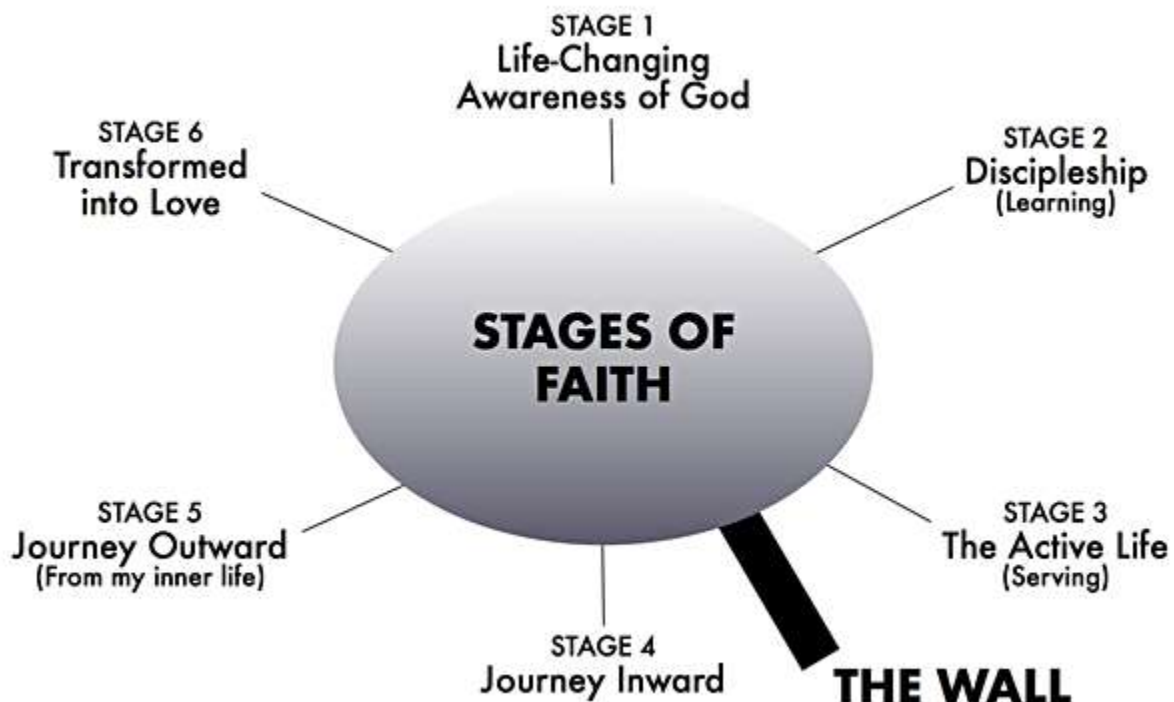 STAGE 1
Life-Changing
Awareness of God
STAGE 2
Discipleship
(Learning)
STAGE 3
The Active Life
(Serving)
THE WALL
STAGE 4
Journey Inward
STAGE 5
Journey Outward
(From my inner life)
STAGE 6
Transformed
into Love
STAGES OF
FAITH